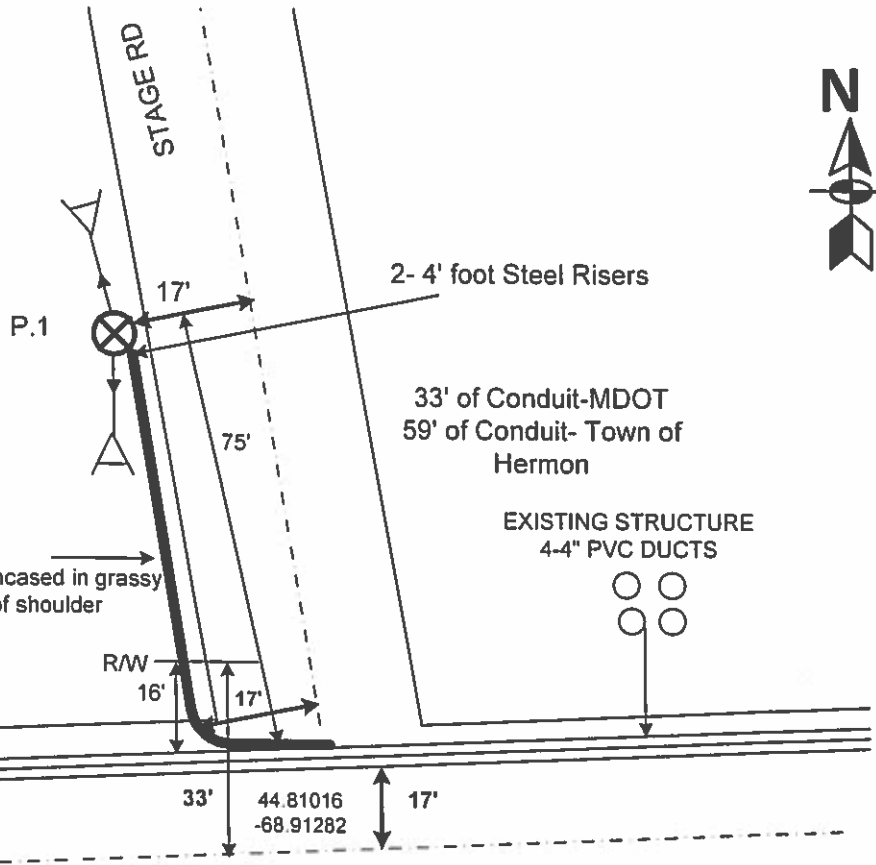 STAGE RD
N
17'
2- 4' foot Steel Risers
P.1
33' of Conduit-MDOT
59' of Conduit- Town of
Hermon
75'
EXISTING STRUCTURE
4-4" PVC DUCTS
ncased in grassy
of shoulder
R/W
16'
17'
33'
44.81016
-68.91282
17'